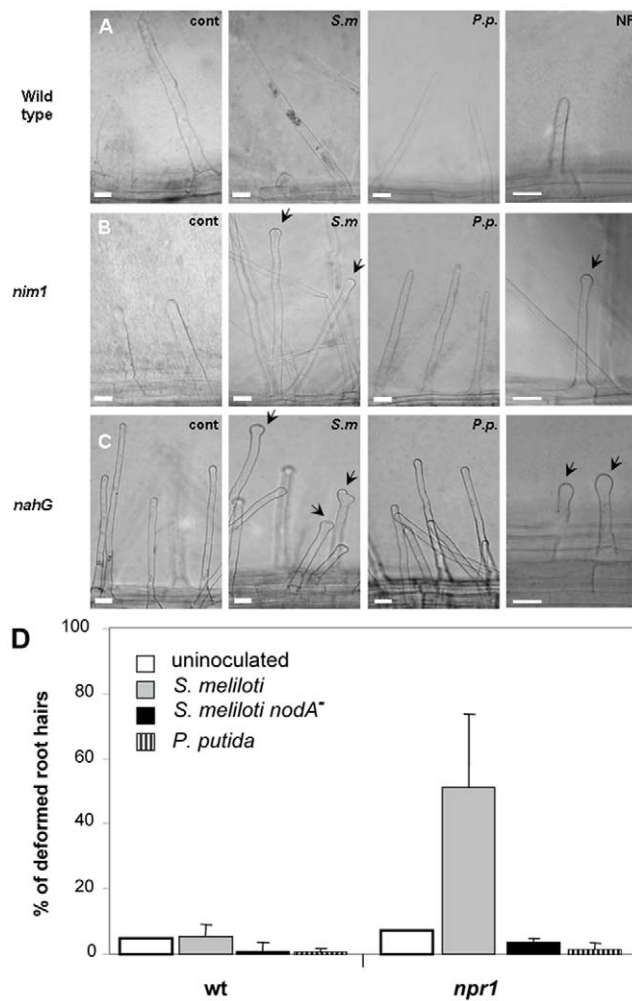 A cont S.m P.p. NF
Wild
type
B cont S.m P.p.
nim1
C cont S.m P.p.
nahG
D
100
80
60
40
20
0
% of deformed root hairs
uninoculated
S. meliloti
S. meliloti nodA-
P. putida
wt npr1